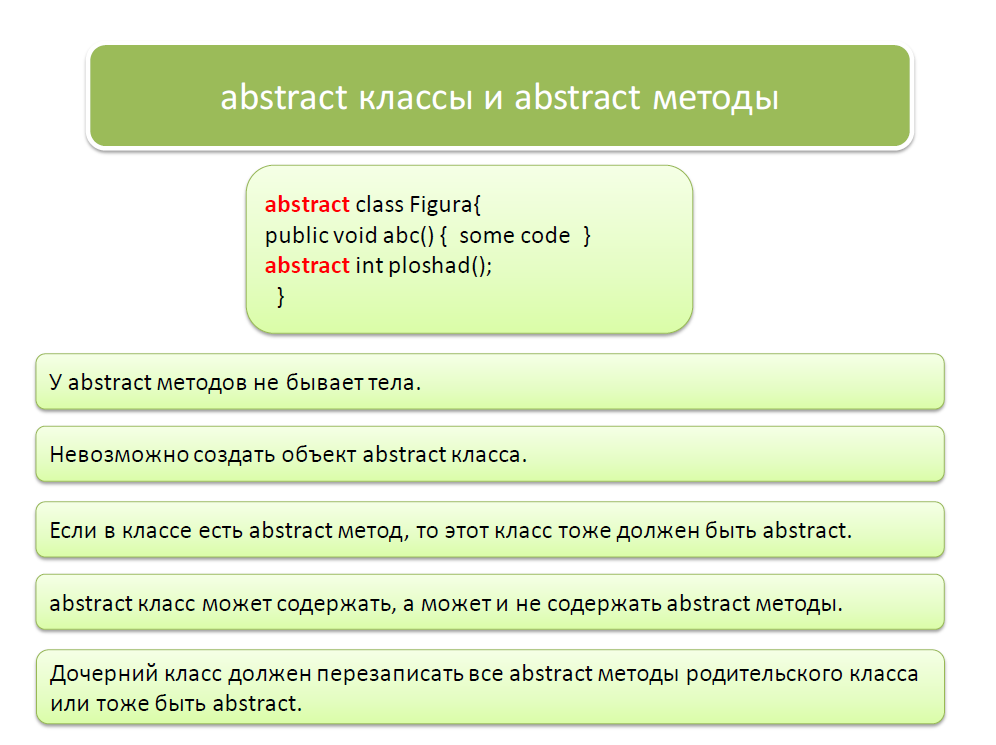 abstract классы и abstract методы
abstract class Figura{
public void abc() { some code }
abstract int ploshad();
}
У abstract методов не бывает тела.
Невозможно создать объект abstract класса.
Если в классе есть abstract метод, то этот класс тоже должен быть abstract.
abstract класс может содержать, а может и не содержать abstract методы.
Дочерний класс должен перезаписать все abstract методы родительского класса
или тоже быть abstract.